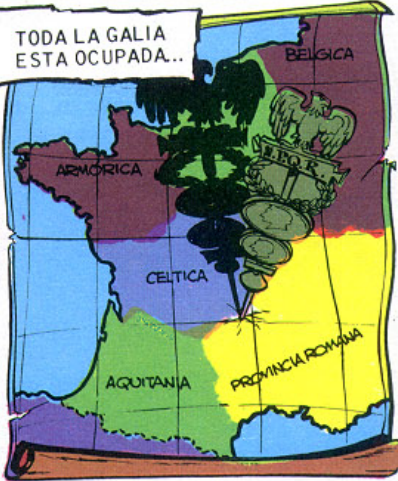 TODA LA GALIA
ESTA OCUPADA...
BELGICA
S.P.Q.R.
ARMORICA
CELTICA
AQUITANIA
PROVINCIA ROMANA